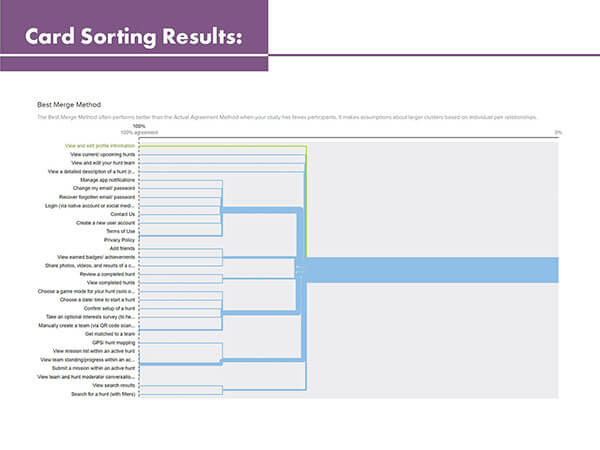 Card Sorting Results:
Best Merge Method
The Best Merge Method often performs better than the Actual Agreement Method when your study has fewer participants. It makes assumptions about larger clusters based on individual pair relationships.
100%
100% agreement
0%
View and edit profile information
View current/ upcoming hunts
View and edit your hunt team
View a detailed description of a hunt (r...
Manage app notifications
Change my email/ password
Recover forgotten email/ password
Login (via native account or social medi...
Contact Us
Create a new user account
Terms of Use
Privacy Policy
Add friends
View earned badges/ achievements
Share photos, videos, and results of a c...
Review a completed hunt
View completed hunts
Choose a game mode for your hunt (solo o...
Choose a date/ time to start a hunt
Confirm setup of a hunt
Take an optional interests survey (to he...
Manually create a team (via QR code scan...
Get matched to a team
GPS/ hunt mapping
View mission list within an active hunt
View team standing/progress within an ac...
Submit a mission within an active hunt
View team and hunt moderator conversatio...
View search results
Search for a hunt (with filters)